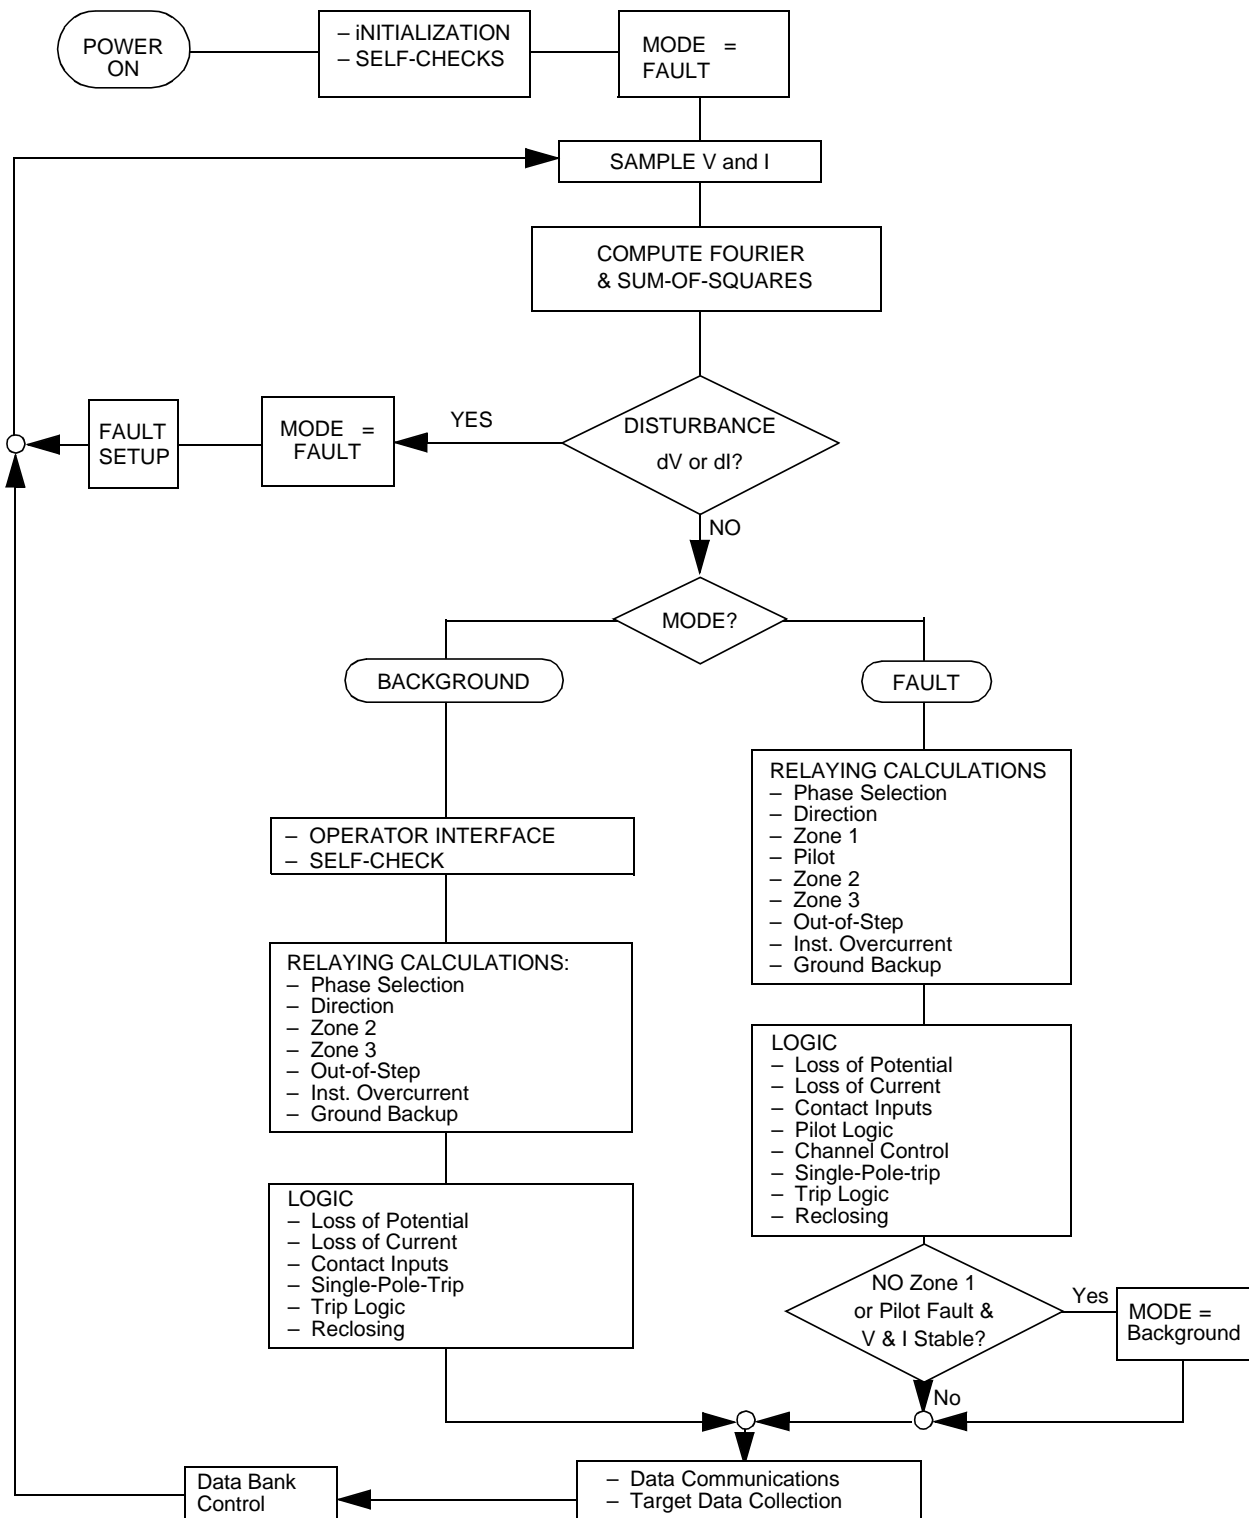 POWER
ON
– iNITIALIZATION
– SELF-CHECKS
MODE =
FAULT
SAMPLE V and I
COMPUTE FOURIER
& SUM-OF-SQUARES
DISTURBANCE
dV or dI?
YES
MODE =
FAULT
FAULT
SETUP
NO
MODE?
BACKGROUND
FAULT
– OPERATOR INTERFACE
– SELF-CHECK
RELAYING CALCULATIONS:
– Phase Selection
– Direction
– Zone 2
– Zone 3
– Out-of-Step
– Inst. Overcurrent
– Ground Backup
LOGIC
– Loss of Potential
– Loss of Current
– Contact Inputs
– Single-Pole-Trip
– Trip Logic
– Reclosing
RELAYING CALCULATIONS
– Phase Selection
– Direction
– Zone 1
– Pilot
– Zone 2
– Zone 3
– Out-of-Step
– Inst. Overcurrent
– Ground Backup
LOGIC
– Loss of Potential
– Loss of Current
– Contact Inputs
– Pilot Logic
– Channel Control
– Single-Pole-trip
– Trip Logic
– Reclosing
NO Zone 1
or Pilot Fault &
V & I Stable?
Yes
MODE =
Background
No
– Data Communications
– Target Data Collection
Data Bank
Control